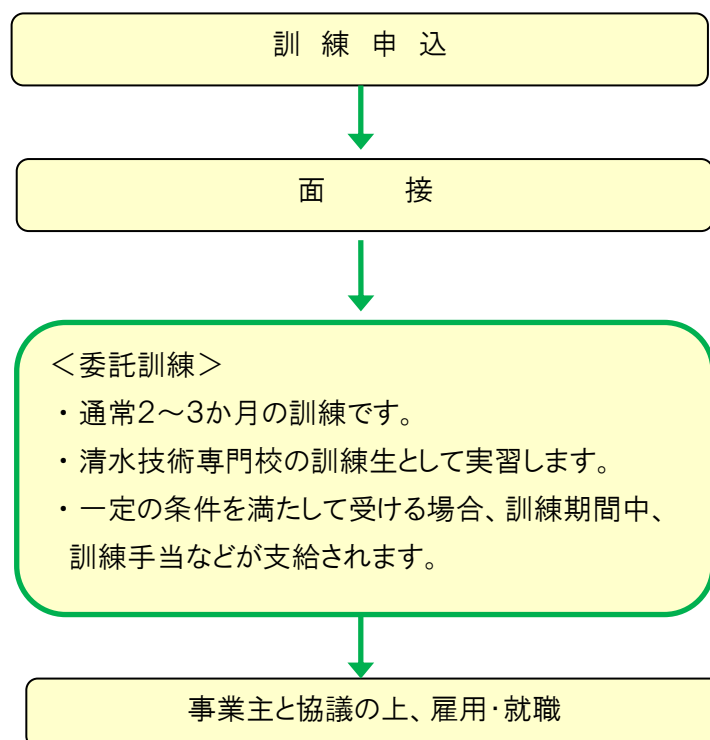 訓　練　申　込
面　　　接
＜委託訓練＞
・通常２～３か月の訓練です。
・清水技術専門校の訓練生として実習します。
・一定の条件を満たして受ける場合、訓練期間中、
訓練手当などが支給されます。
事業主と協議の上、雇用・就職